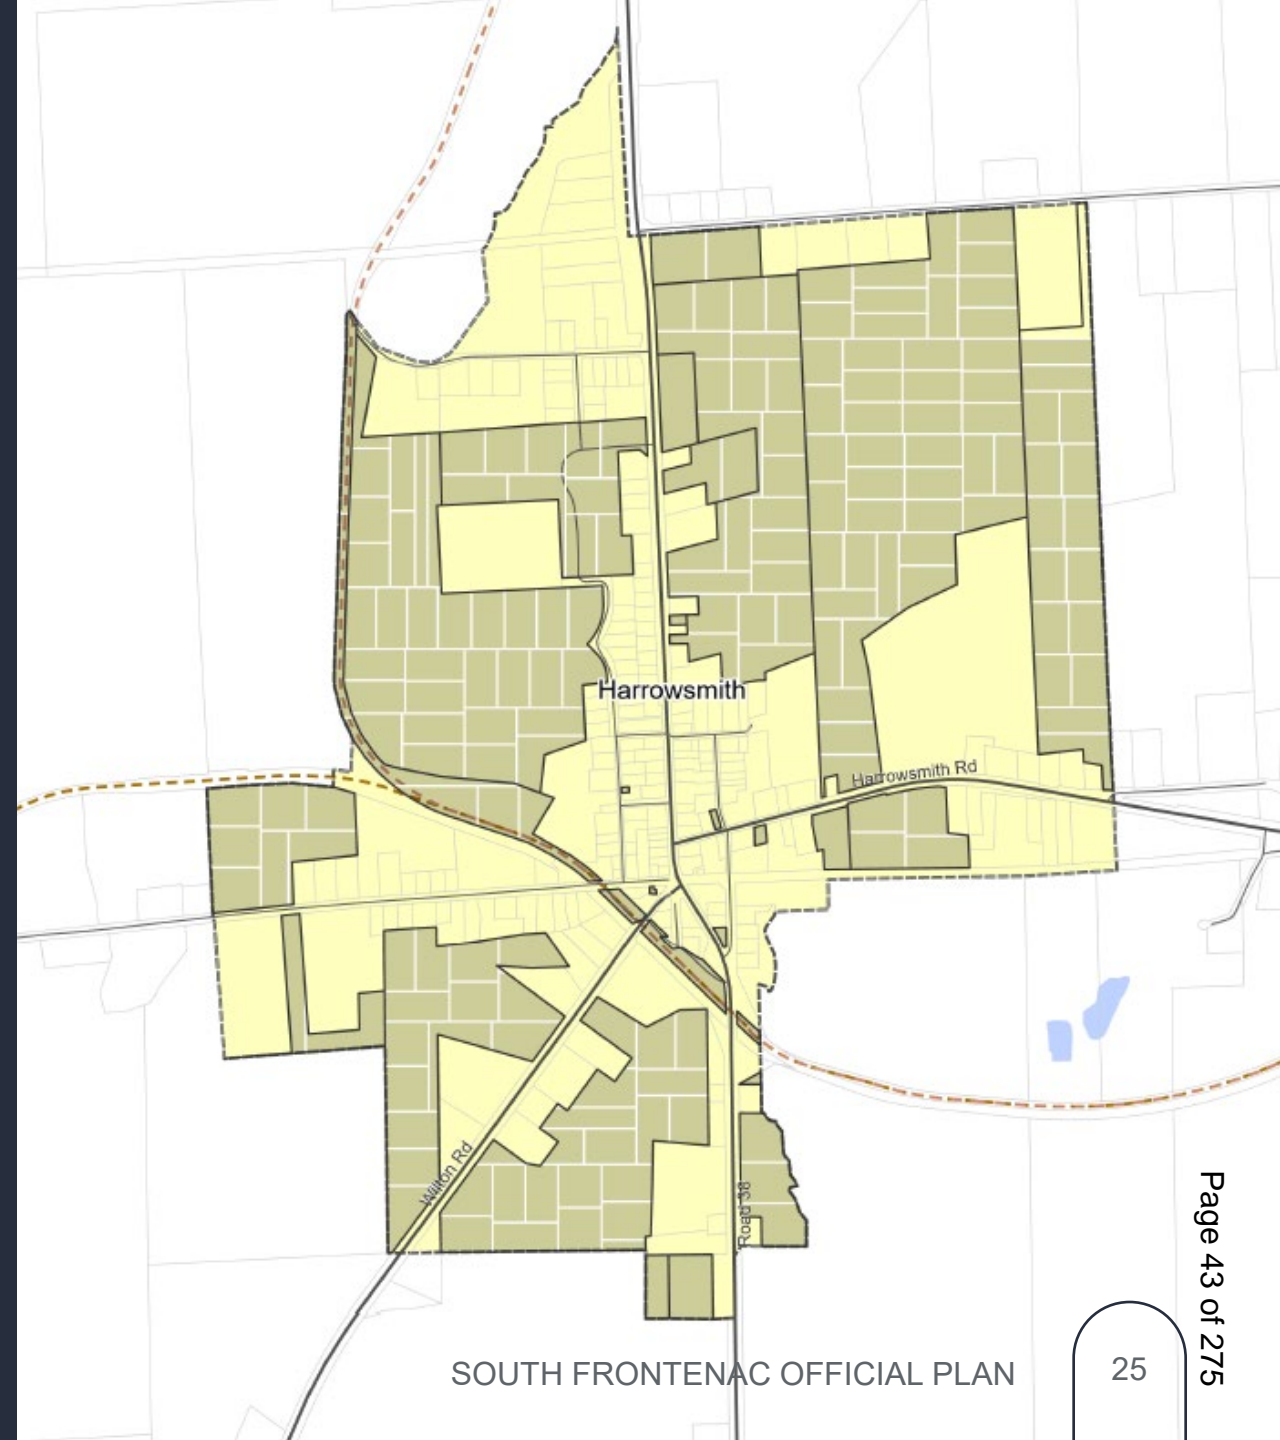 Harrowsmith
Harrowsmith Rd
Wilton Rd
Road 38
SOUTH FRONTENAC OFFICIAL PLAN
25
Page 43 of 275